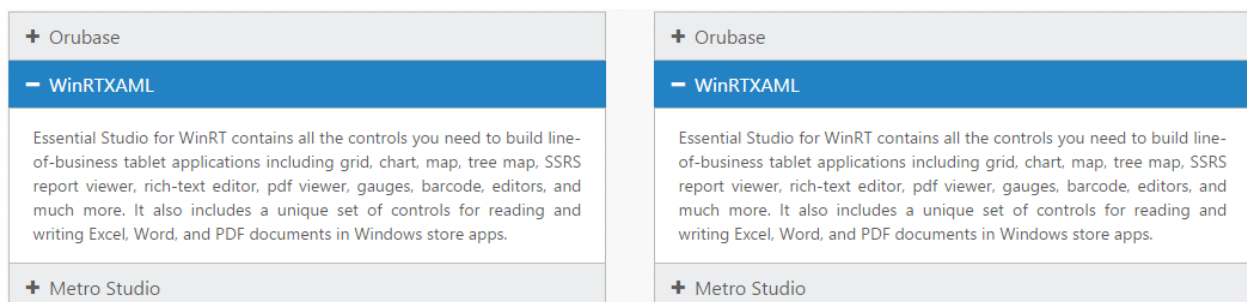 Orubase
WinRTXAML
Essential Studio for WinRT contains all the controls you need to build line-
of-business tablet applications including grid, chart, map, tree map, SSRS
report viewer, rich-text editor, pdf viewer, gauges, barcode, editors, and
much more. It also includes a unique set of controls for reading and
writing Excel, Word, and PDF documents in Windows store apps.
Metro Studio
Orubase
WinRTXAML
Essential Studio for WinRT contains all the controls you need to build line-
of-business tablet applications including grid, chart, map, tree map, SSRS
report viewer, rich-text editor, pdf viewer, gauges, barcode, editors, and
much more. It also includes a unique set of controls for reading and
writing Excel, Word, and PDF documents in Windows store apps.
Metro Studio